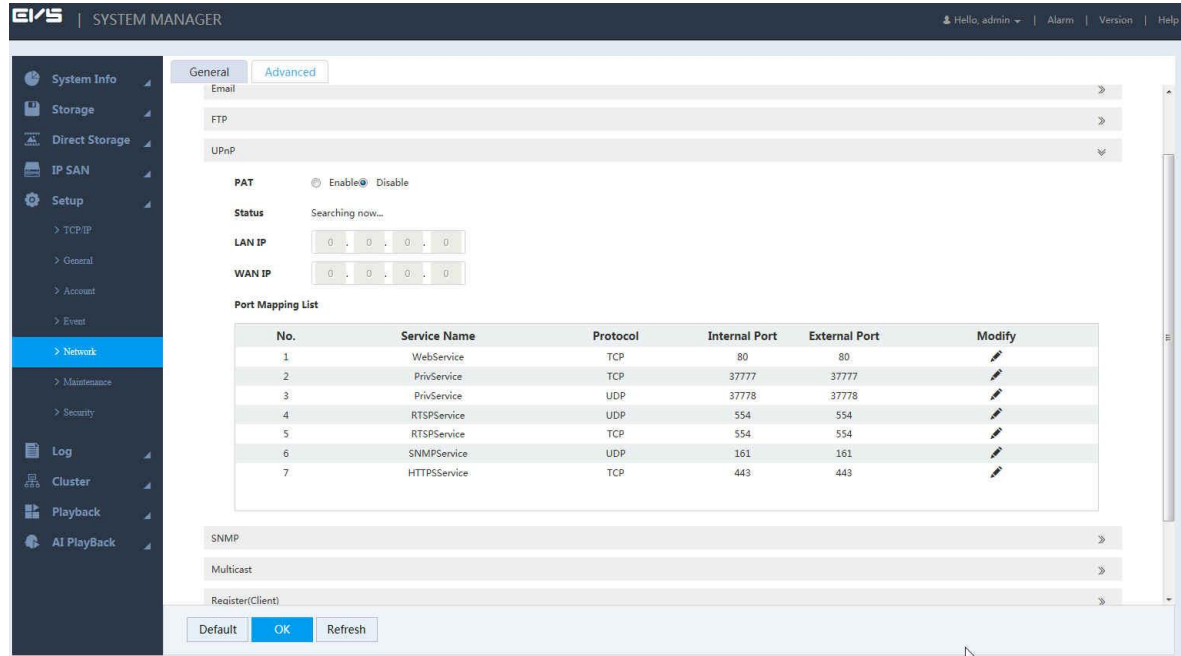 EVS | SYSTEM MANAGER
Hello, admin | Alarm | Version | Help
System Info
Storage
Direct Storage
IP SAN
Setup
> TCP/IP
> General
> Account
> Event
> Network
> Maintenance
> Security
Log
Cluster
Playback
AI PlayBack
General Advanced
Email
FTP
UPnP
PAT Enable Disable
Status Searching now...
LAN IP 0 . 0 . 0 . 0
WAN IP 0 . 0 . 0 . 0
Port Mapping List
No. Service Name Protocol Internal Port External Port Modify
1 WebService TCP 80 80
2 PrivService TCP 37777 37777
3 PrivService UDP 37778 37778
4 RTSPService UDP 554 554
5 RTSPService TCP 554 554
6 SNMPService UDP 161 161
7 HTTPSService TCP 443 443
SNMP
Multicast
Register(Client)
Default OK Refresh